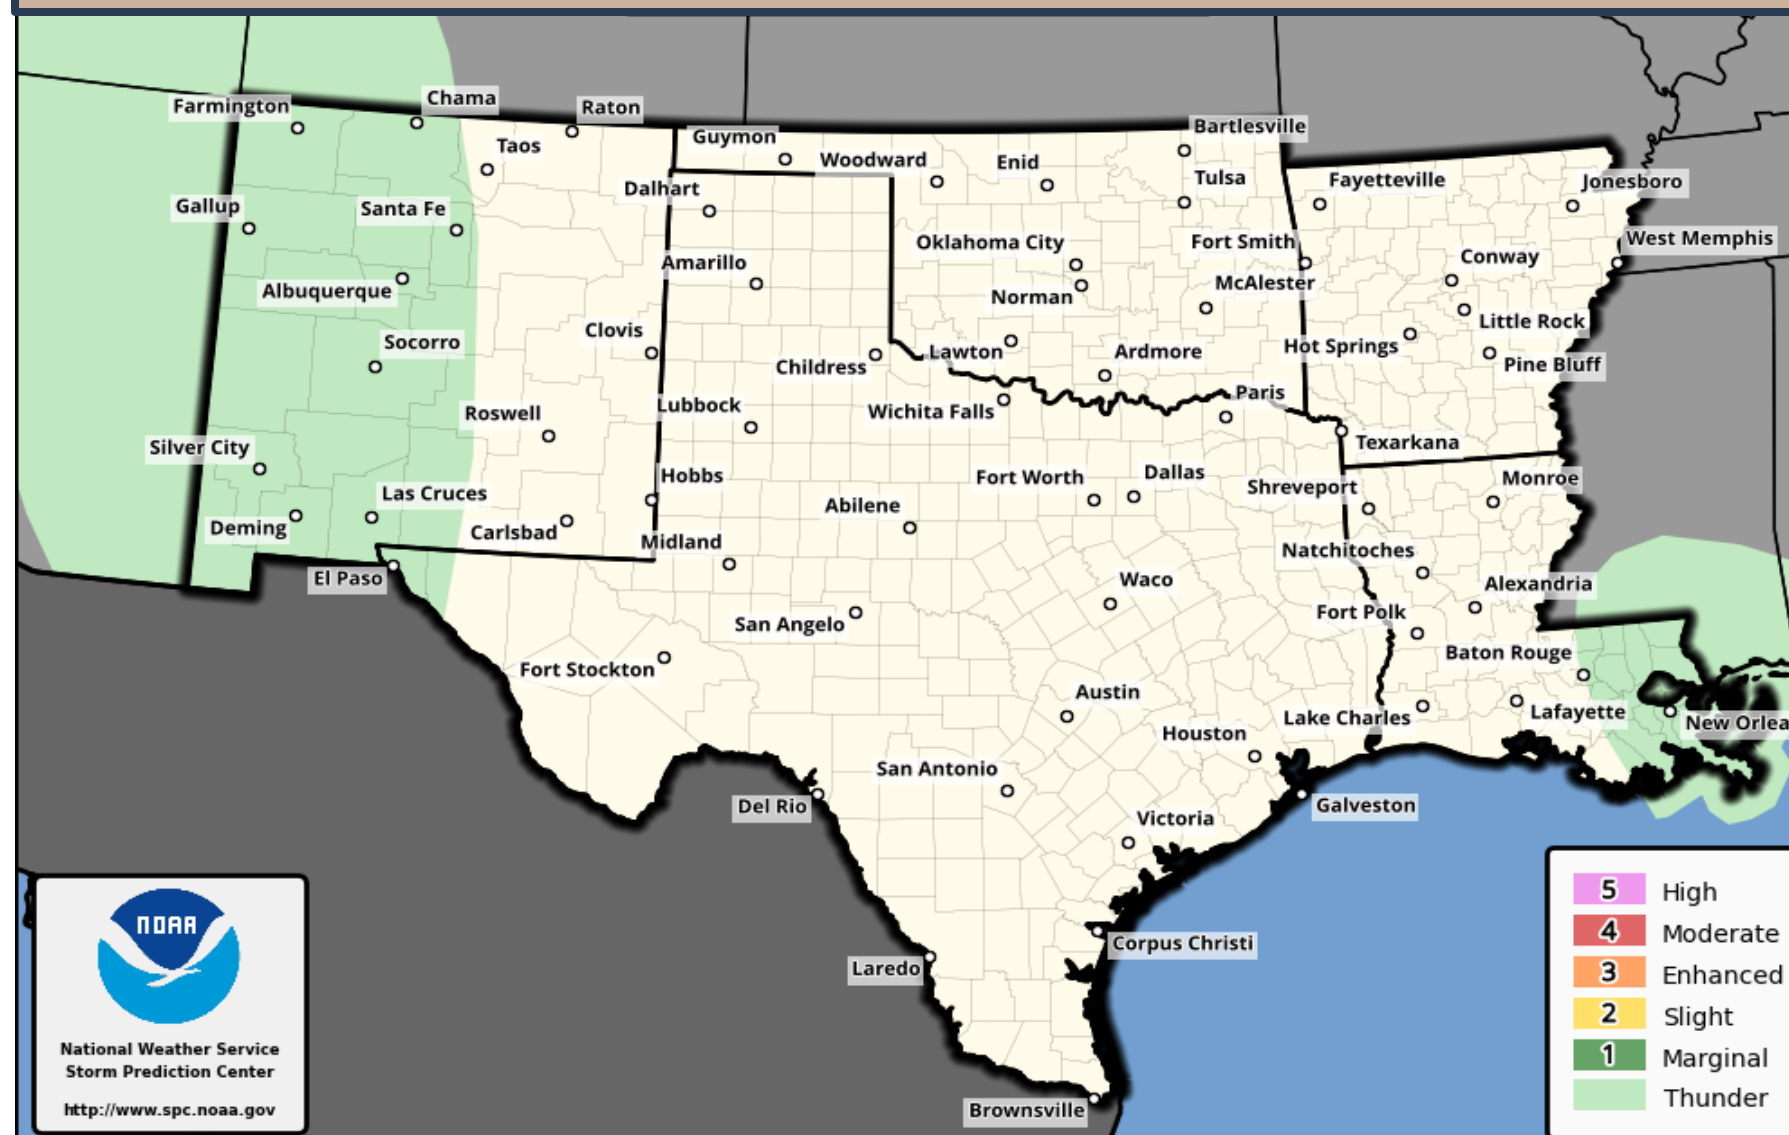 Farmington
Chama
Raton
Guymon
Bartlesville
Taos
Woodward
Enid
Tulsa
Fayetteville
Jonesboro
Dalhart
Gallup
Santa Fe
Oklahoma City
Fort Smith
West Memphis
Amarillo
Conway
Albuquerque
Norman
McAlester
Little Rock
Clovis
Socorro
Childress
Lawton
Ardmore
Hot Springs
Pine Bluff
Paris
Roswell
Lubbock
Wichita Falls
Texarkana
Silver City
Hobbs
Fort Worth
Dallas
Shreveport
Monroe
Las Cruces
Abilene
Deming
Carlsbad
Midland
Natchitoches
El Paso
Waco
Alexandria
San Angelo
Fort Polk
Fort Stockton
Baton Rouge
Austin
Lake Charles
Lafayette
New Orlea
Houston
San Antonio
Del Rio
Galveston
Victoria
Corpus Christi
Laredo
Brownsville
NOAA
National Weather Service
Storm Prediction Center
http://www.spc.noaa.gov
5 High
4 Moderate
3 Enhanced
2 Slight
1 Marginal
Thunder